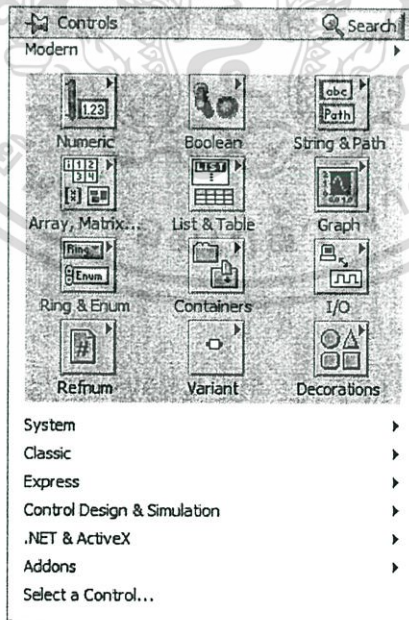 Controls Search
Modern
1.23 abc Path
Numeric Boolean String & Path
1 2 3 4 LIST
Array, Matrix... List & Table Graph
Ring Enum
Ring & Enum Containers I/O
#
Refnum Variant Decorations
System
Classic
Express
Control Design & Simulation
.NET & ActiveX
Addons
Select a Control...